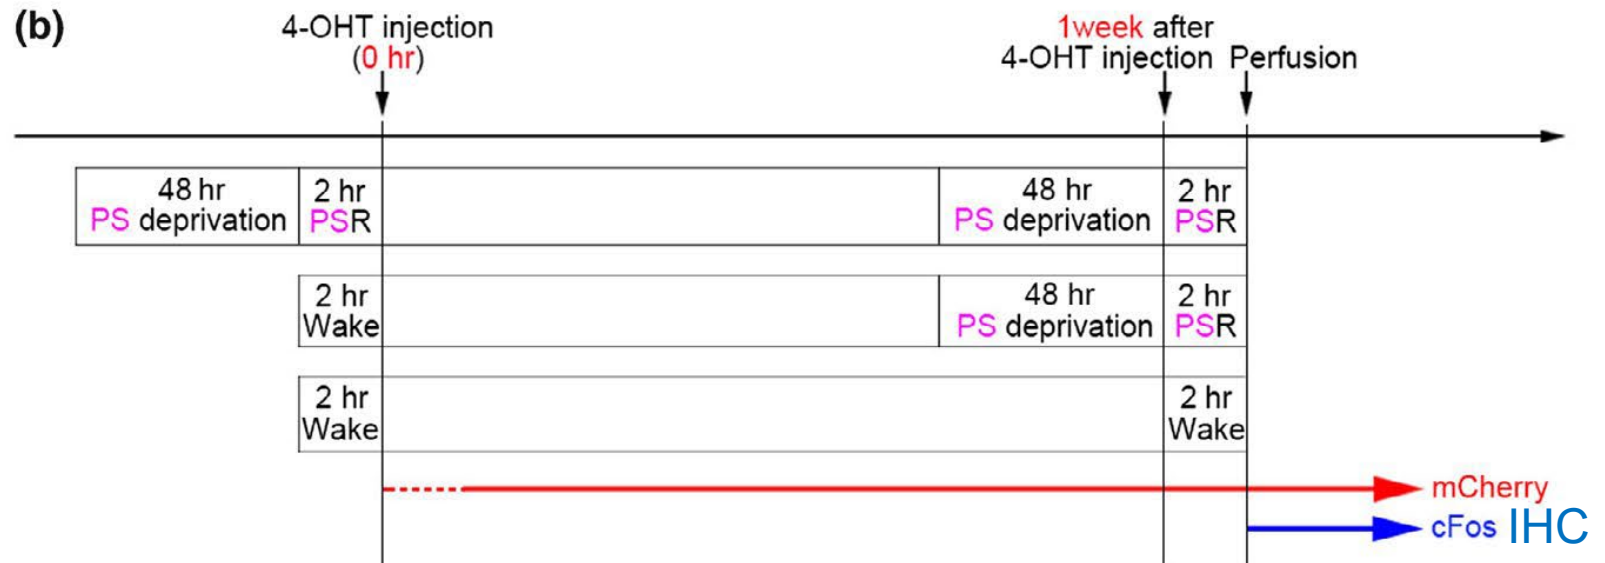 (b)
4-OHT injection
(0 hr)
1week after
4-OHT injection
Perfusion
48 hr
PS deprivation
2 hr
PSR
48 hr
PS deprivation
2 hr
PSR
2 hr
Wake
48 hr
PS deprivation
2 hr
PSR
2 hr
Wake
2 hr
Wake
mCherry
cFos IHC